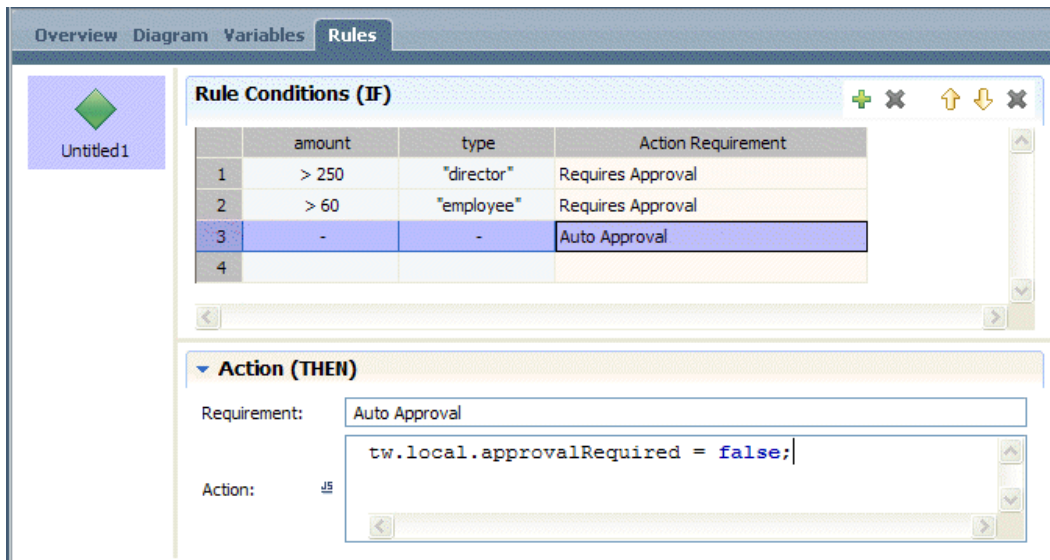 Overview Diagram Variables Rules
Untitled1
Rule Conditions (IF)
amount type Action Requirement
1 > 250 "director" Requires Approval
2 > 60 "employee" Requires Approval
3 - - Auto Approval
4
Action (THEN)
Requirement: Auto Approval
tw.local.approvalRequired = false;
Action: JS